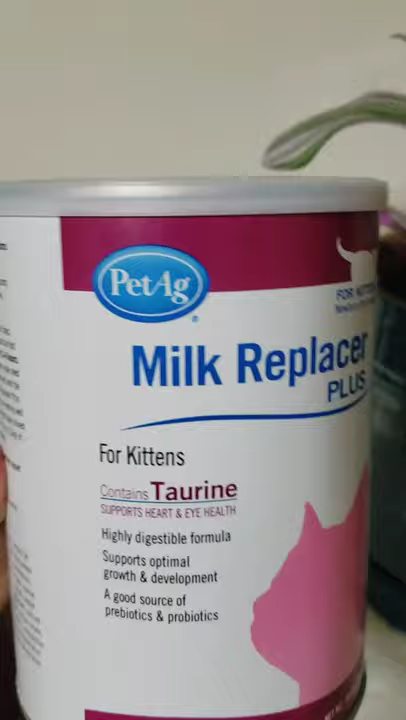 PetAg
Milk Replacer
PLUS
For Kittens
Contains Taurine
SUPPORTS HEART & EYE HEALTH
Highly digestible formula
Supports optimal
growth & development
A good source of
prebiotics & probiotics
FOR